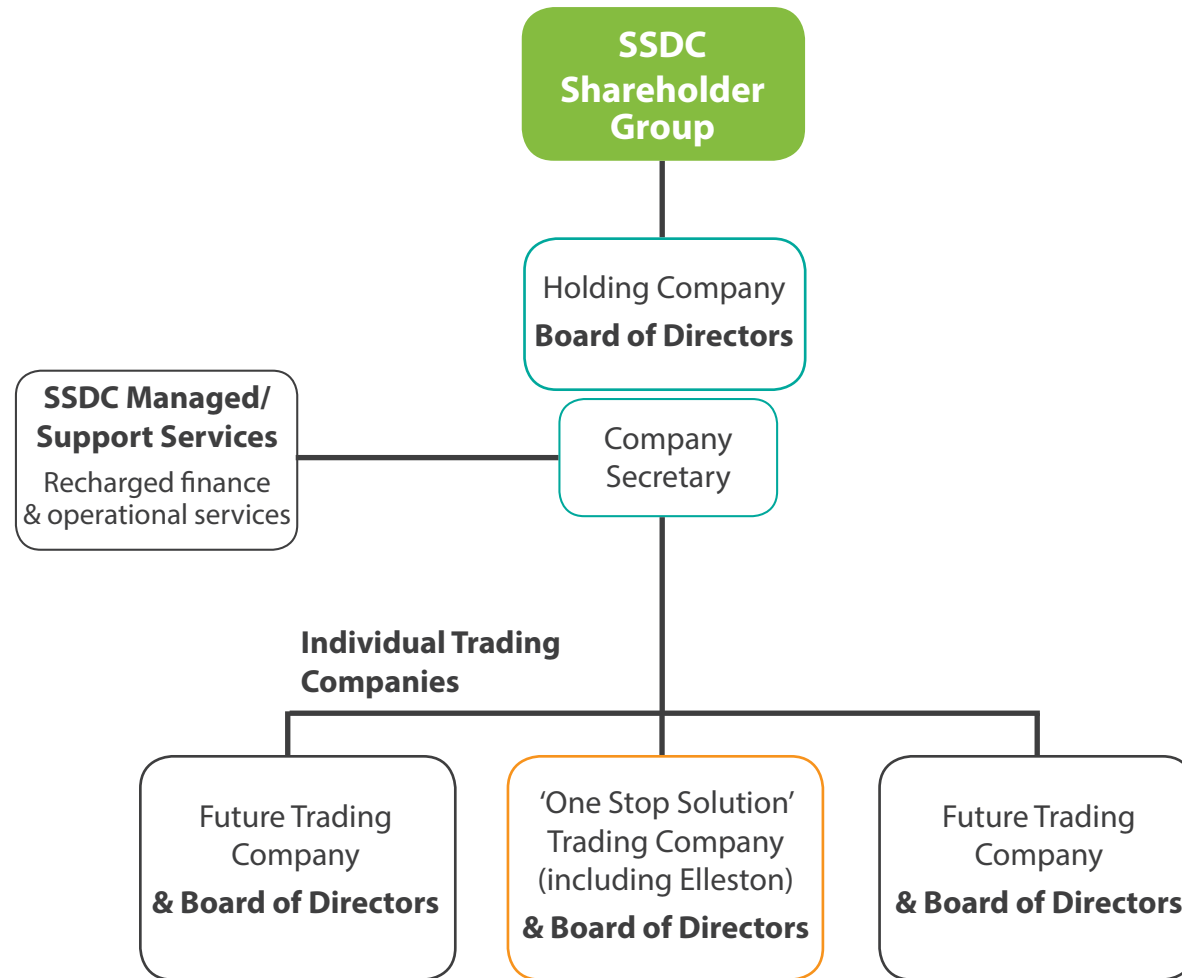 SSDC
Shareholder
Group
Holding Company
Board of Directors
SSDC Managed/
Support Services
Recharged finance
& operational services
Company
Secretary
Individual Trading
Companies
Future Trading
Company
& Board of Directors
‘One Stop Solution’
Trading Company
(including Elleston)
& Board of Directors
Future Trading
Company
& Board of Directors